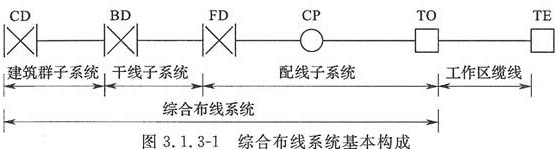 CD BD FD CP TO TE
建筑群子系统 干线子系统 配线子系统 工作区缆线
综合布线系统
图 3.1.3-1 综合布线系统基本构成